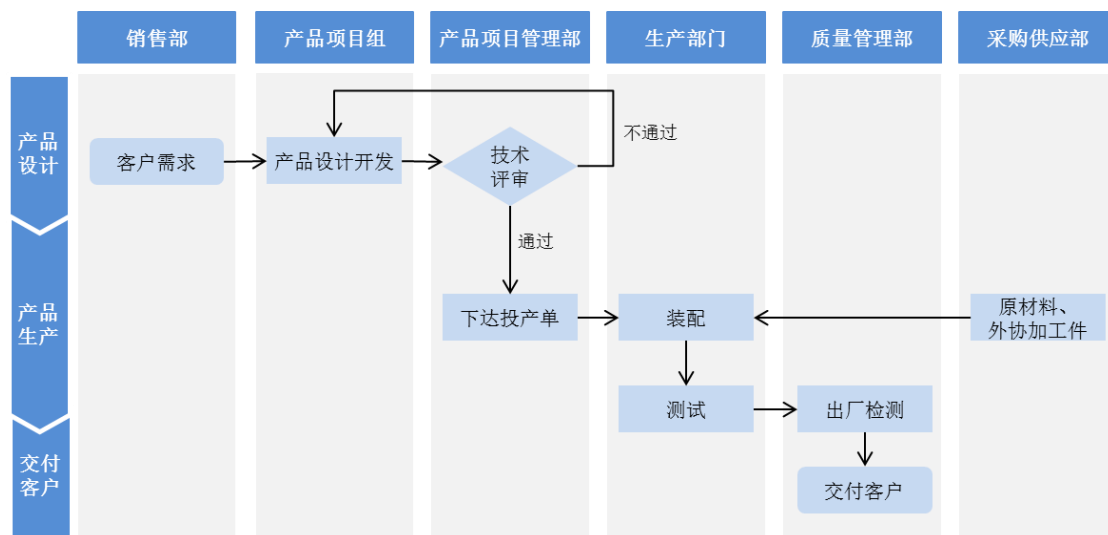 销售部
产品项目组
产品项目管理部
生产部门
质量管理部
采购供应部
产品
设计
客户需求
产品设计开发
技术
评审
不通过
通过
产品
生产
下达投产单
装配
原材料、
外协加工件
测试
出厂检测
交付
客户
交付客户